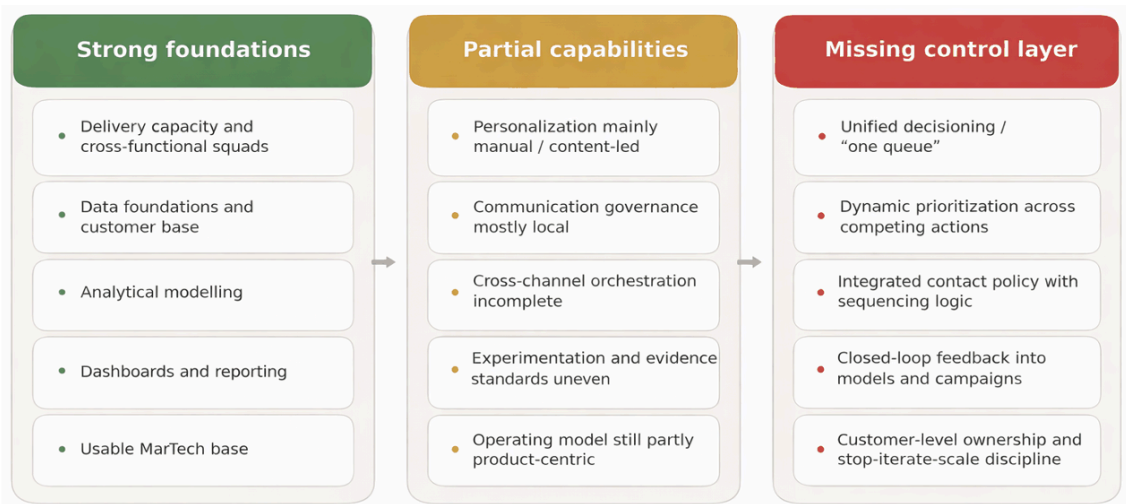 Strong foundations
Delivery capacity and
cross-functional squads
Data foundations and
customer base
Analytical modelling
Dashboards and reporting
Usable MarTech base
Partial capabilities
Personalization mainly
manual / content-led
Communication governance
mostly local
Cross-channel orchestration
incomplete
Experimentation and evidence
standards uneven
Operating model still partly
product-centric
Missing control layer
Unified decisioning /
“one queue”
Dynamic prioritization across
competing actions
Integrated contact policy with
sequencing logic
Closed-loop feedback into
models and campaigns
Customer-level ownership and
stop-iterate-scale discipline